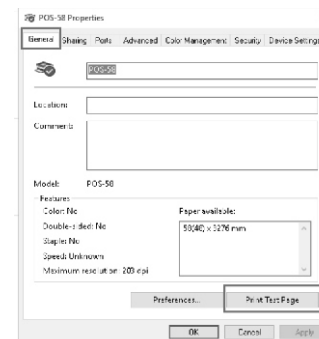 POS-58 Properties
General Sharing Ports Advanced Color Management Security Device Settings
POS-58
Location:
Comment:
Model: POS-58
Features
Color: No
Double-sided: No
Staple: No
Speed: Unknown
Maximum resolution: 203 dpi
Paper available:
58(48) x 3276 mm
Preferences...
Print Test Page
OK
Cancel
Apply